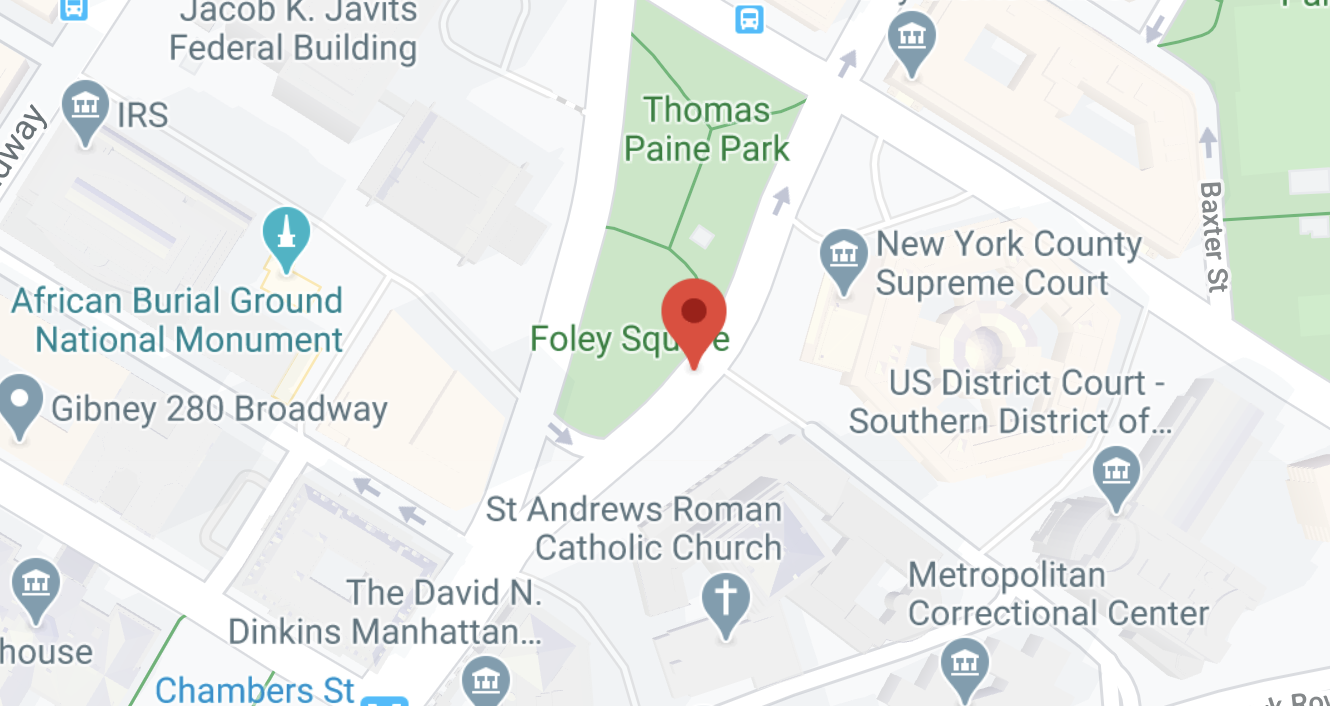 Jacob K. Javits
Federal Building
IRS
Thomas
Paine Park
Baxter St
New York County
Supreme Court
African Burial Ground
National Monument
Foley Square
US District Court -
Southern District of...
Gibney 280 Broadway
St Andrews Roman
Catholic Church
Metropolitan
Correctional Center
The David N.
Dinkins Manhattan...
house
Chambers St